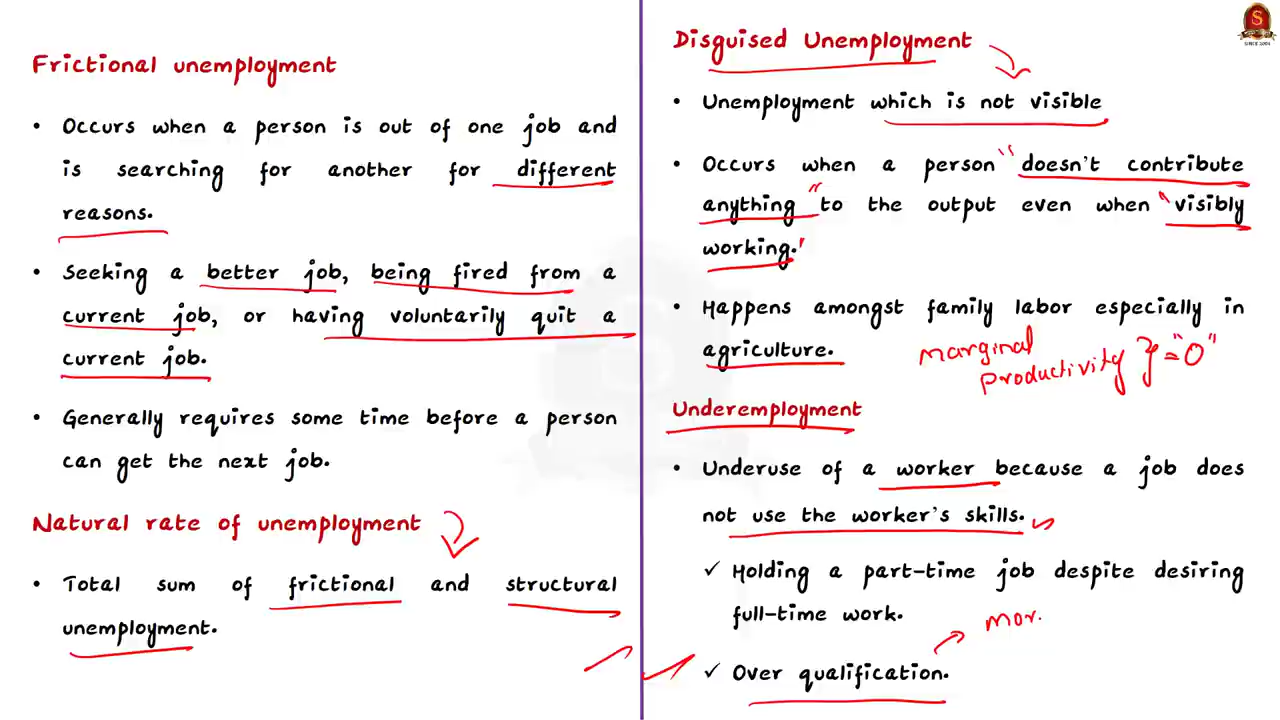 Frictional unemployment
• Occurs when a person is out of one job and
is searching for another for different
reasons.
• Seeking a better job, being fired from a
current job, or having voluntarily quit a
current job.
• Generally requires some time before a person
can get the next job.
Natural rate of unemployment
• Total sum of frictional and structural
unemployment.
S
SINCE 2004
Disguised Unemployment
• Unemployment which is not visible
• Occurs when a person "doesn't contribute
anything" to the output even when "visibly
working.'
• Happens amongst family labor especially in
agriculture.
marginal
productivity } = "0"
Underemployment
• Underuse of a worker because a job does
not use the worker's skills.
✓ Holding a part-time job despite desiring
full-time work.
mor.
✓ Over qualification.